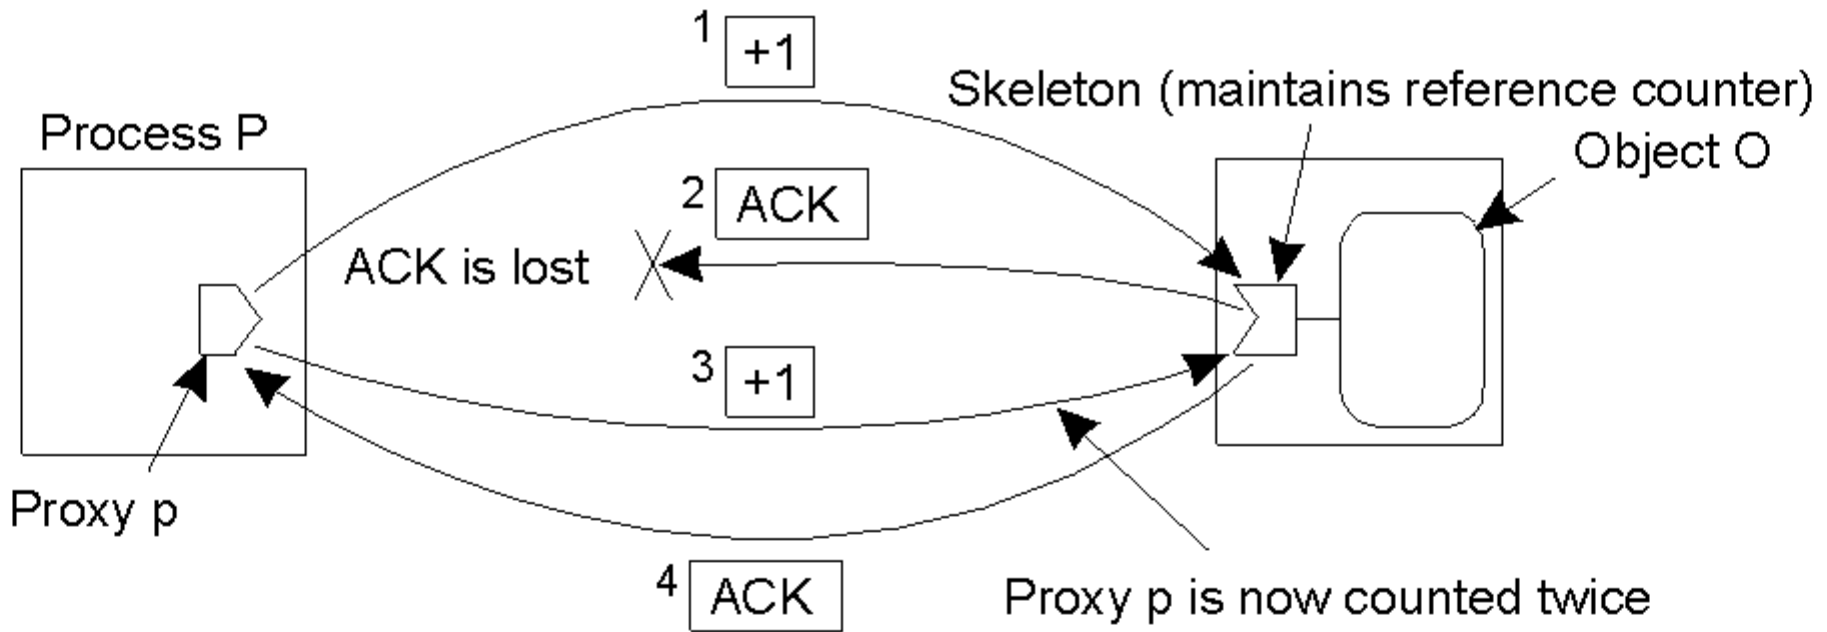 1
+1
Skeleton (maintains reference counter)
Process P
Object O
2
ACK
ACK is lost
3
+1
Proxy p
4
ACK
Proxy p is now counted twice